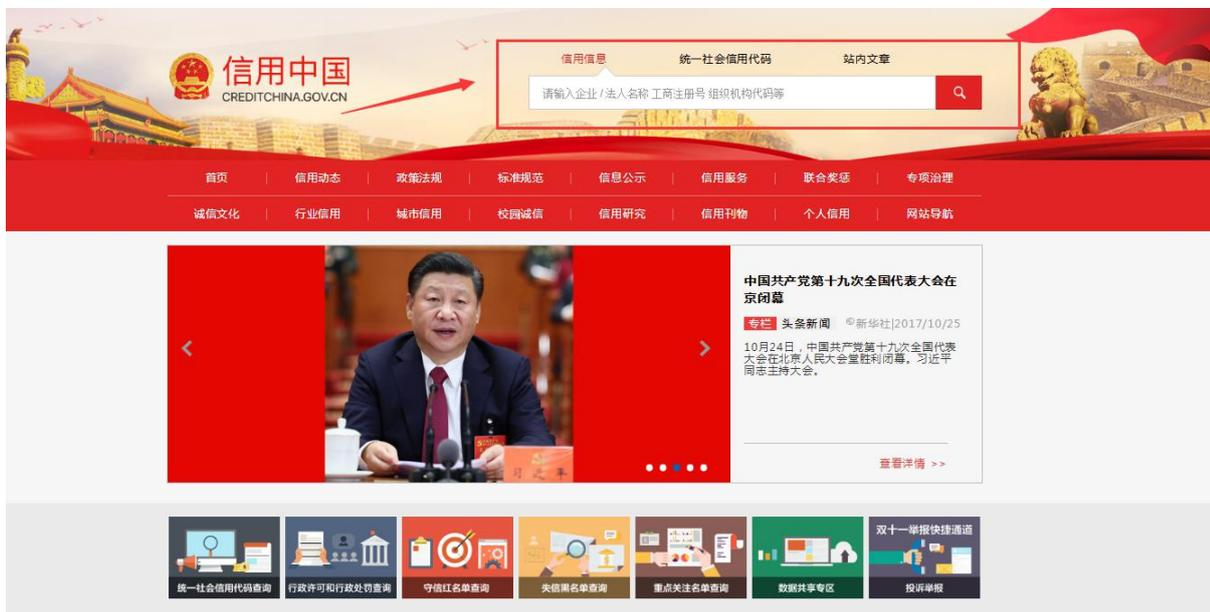 信用信息 统一社会信用代码 站内文章
信用中国
CREDITCHINA.GOV.CN
请输入企业/法人名称 工商注册号 组织机构代码等
首页 信用动态 政策法规 标准规范 信息公示 信用服务 联合奖惩 专项治理
诚信文化 行业信用 城市信用 校园诚信 信用研究 信用刊物 个人信用 网站导航
中国共产党第十九次全国代表大会在
京闭幕
专栏 头条新闻 ©新华社|2017/10/25
10月24日，中国共产党第十九次全国代表
大会在北京人民大会堂胜利闭幕。习近平
同志主持大会。
习近平
查看详情 >>
双十一举报快捷通道
统一社会信用代码查询 行政许可和行政处罚查询 守信红名单查询 失信黑名单查询 重点关注名单查询 数据共享专区 投诉举报